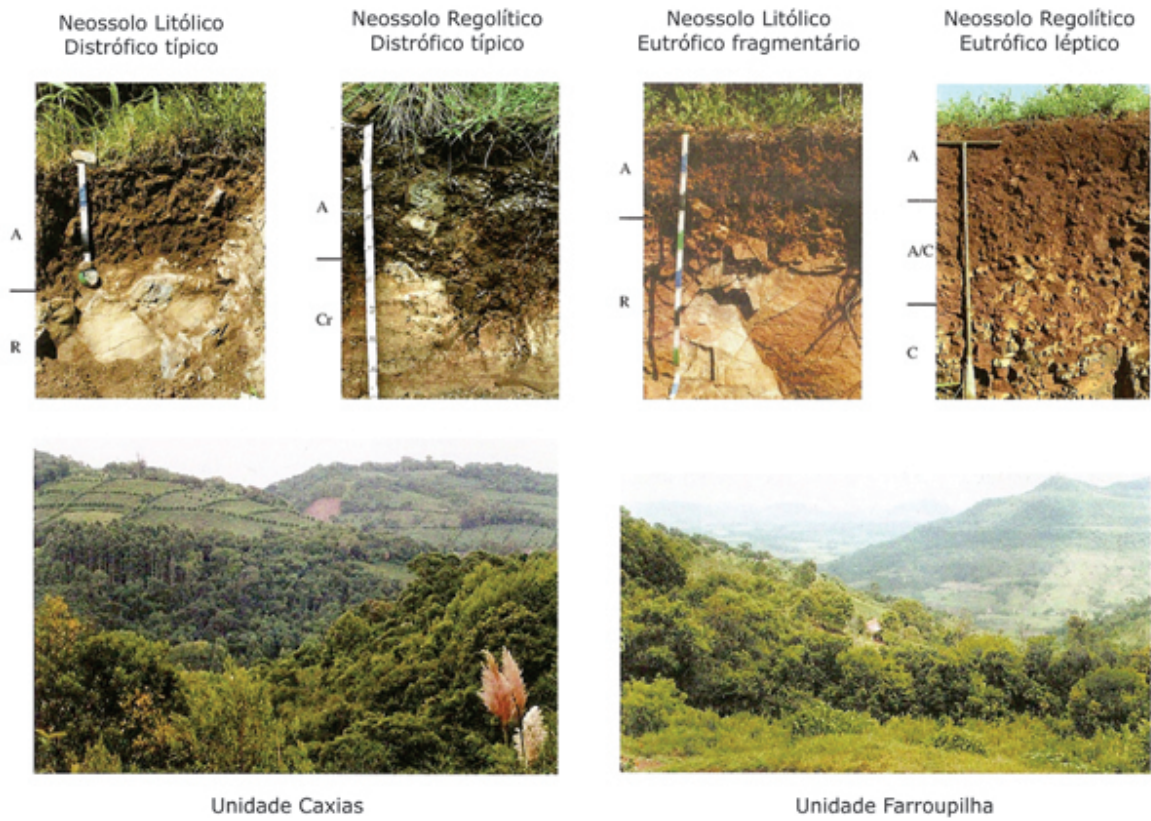 Neossolo Litólico
Distrófico típico
Neossolo Regolítico
Distrófico típico
Neossolo Litólico
Eutrófico fragmentário
Neossolo Regolítico
Eutrófico léptico
A
R
A
Cr
A
R
A
A/C
C
Unidade Caxias
Unidade Farroupilha